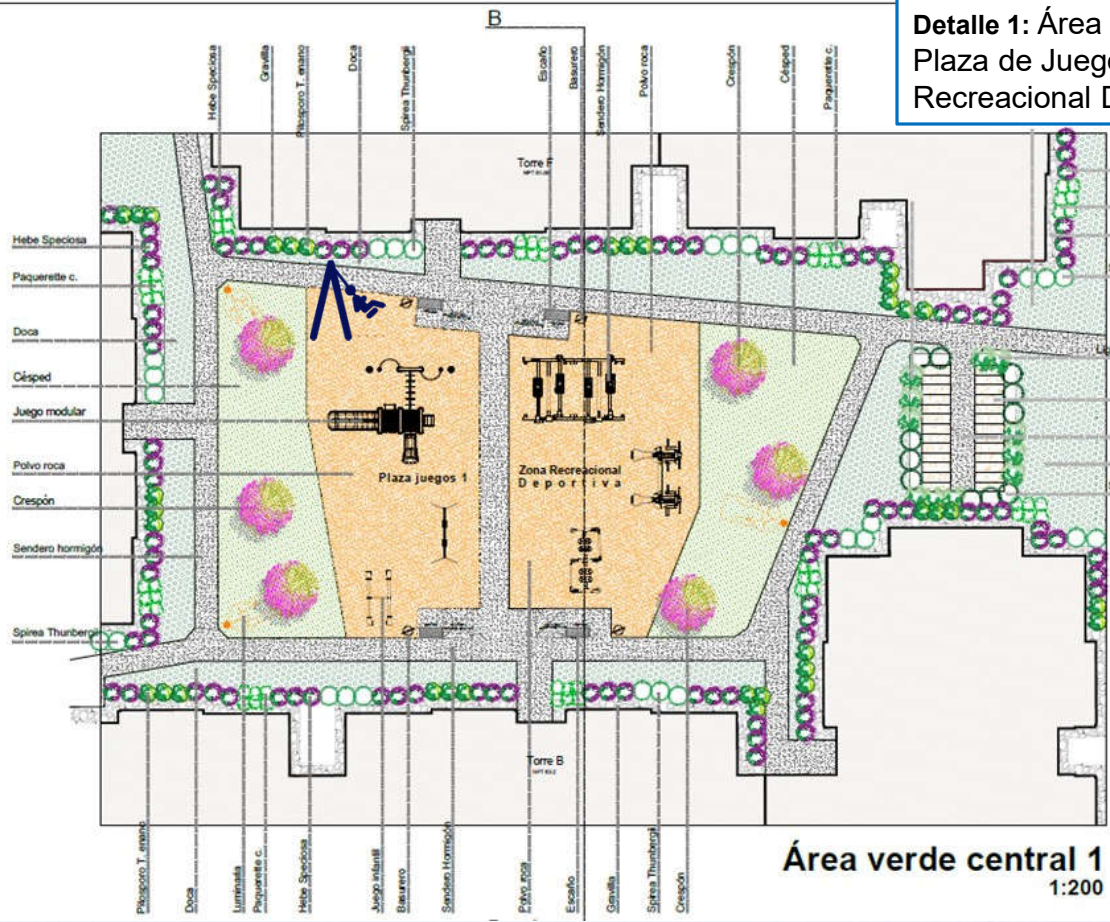 B
Detalle 1: Área
Plaza de Jueg
Recreacional
Hebe Speciosa
Gravilla
Pitosporo T. enano
Doca
Spirea Thunbergii
Escaño
Basurero
Sendero Hormigón
Polvo roca
Crespón
Césped
Paquerette c.
Torre F
Hebe Speciosa
Paquerette c.
Doca
Césped
Juego modular
Polvo roca
Crespón
Sendero hormigón
Spirea Thunbergii
Plaza juegos 1
Zona Recreacional
Deportiva
Torre B
Pitosporo T. enano
Doca
Luminaria
Paquerette c.
Hebe Speciosa
Juego infantil
Basurero
Sendero Hormigón
Polvo roca
Escaño
Gravilla
Spirea Thunbergii
Crespón
Área verde central 1
1:200